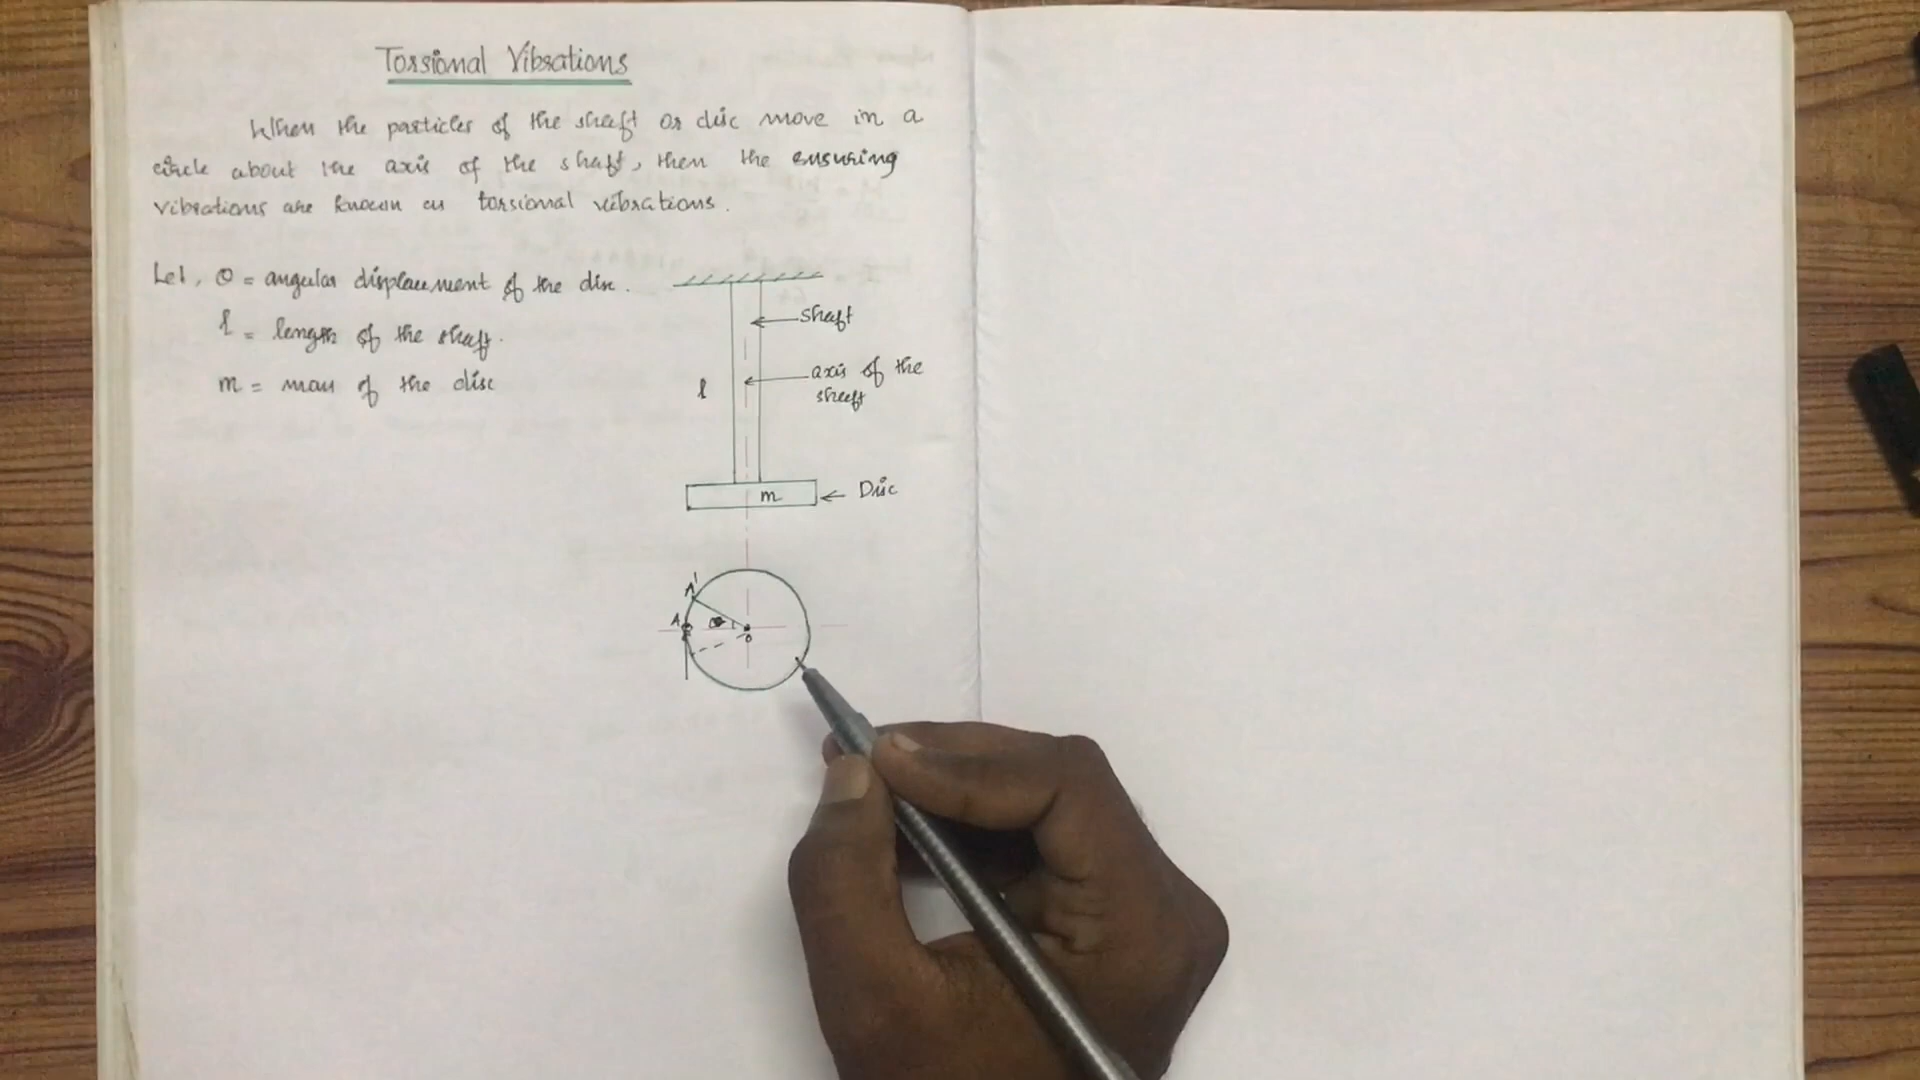 Torsional Vibrations
When the particles of the shaft or disc move in a
circle about the axis of the shaft, then the ensuring
vibrations are known as torsional vibrations.
Let, θ = angular displacement of the disc.
l = length of the shaft.
m = mass of the disc
shaft
axis of the
shaft
l
m
Disc
A'
A
θ
o